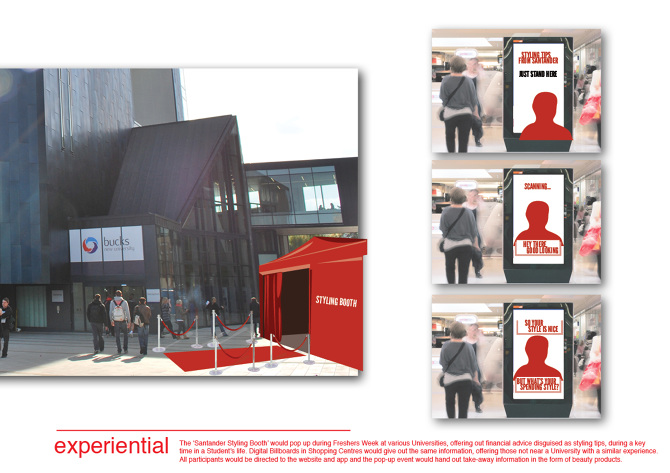 bucks
new university
STYLING BOOTH
STYLING TIPS
FROM SANTANDER
JUST STAND HERE
SCANNING...
HEY THERE,
GOOD LOOKING
SO YOUR
STYLE IS NICE
BUT WHAT'S YOUR
SPENDING STYLE?
experiential
The 'Santander Styling Booth' would pop up during Freshers Week at various Universities, offering out financial advice disguised as styling tips, during a key
time in a Student's life. Digital Billboards in Shopping Centres would give out the same information, offering those not near a University with a similar experience.
All participants would be directed to the website and app and the pop-up event would hand out take-away information in the form of beauty products.